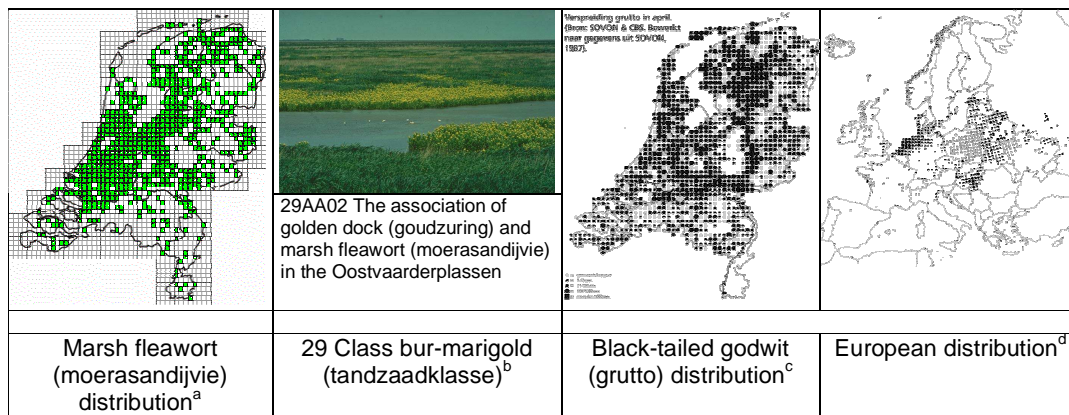 Verspreiding grutto in april.
(Bron: SOVON & CBS. Bewerkt
naar gegevens uit SOVON,
1987).
29AA02 The association of
golden dock (goudzuring) and
marsh fleawort (moerasandijvie)
in the Oostvaarderplassen
Marsh fleawort
(moerasandijvie)
distributionᵃ
29 Class bur-marigold
(tandzaadklasse)ᵇ
Black-tailed godwit
(grutto) distributionᶜ
European distributionᵈ